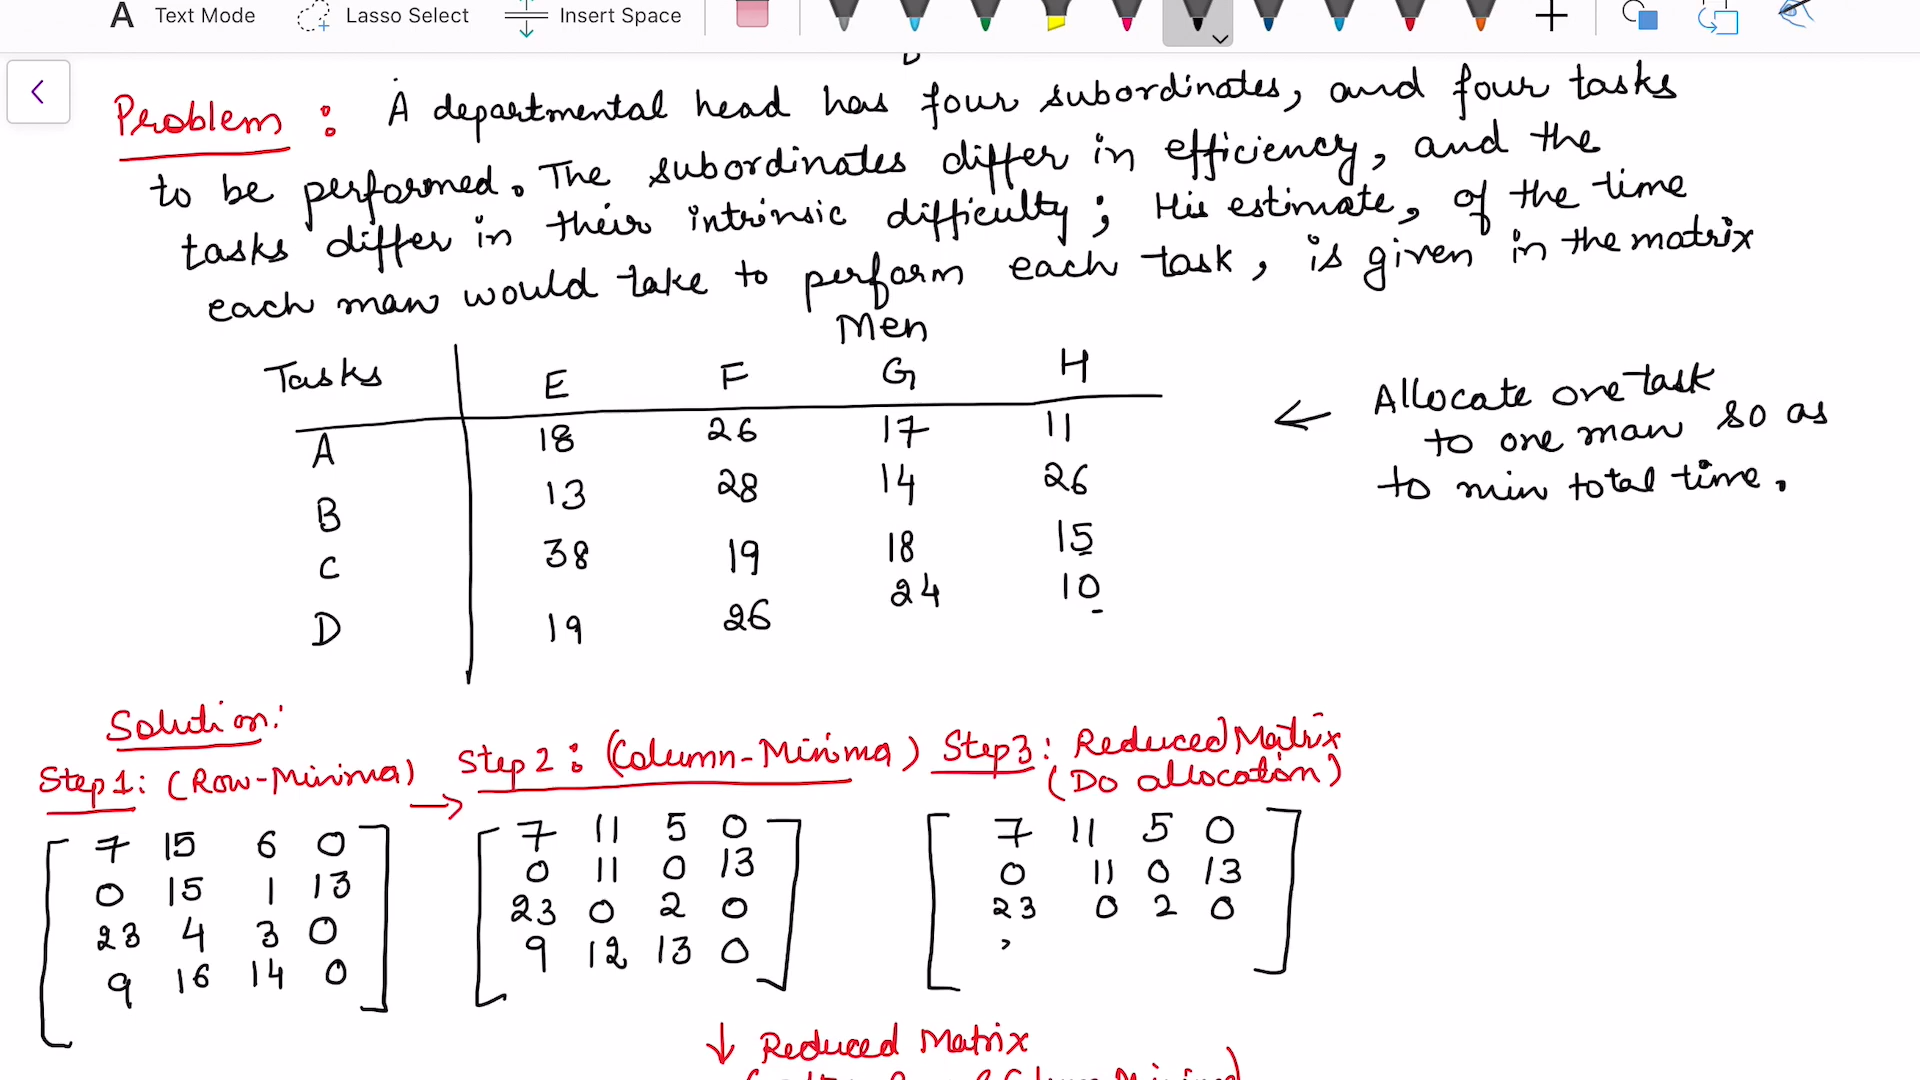 Text Mode Lasso Select Insert Space
Problem : A departmental head has four subordinates, and four tasks
to be performed. The subordinates differ in efficiency, and the
tasks differ in their intrinsic difficulty; His estimate, of the time
each man would take to perform each task, is given in the matrix
Men
Tasks E F G H
A 18 26 17 11
B 13 28 14 26
C 38 19 18 15
D 19 26 24 10
← Allocate one task
to one man so as
to min total time.
Solution:
Step 1: (Row-Minima) →
7 15 6 0
0 15 1 13
23 4 3 0
9 16 14 0
Step 2: (Column-Minima)
7 11 5 0
0 11 0 13
23 0 2 0
9 12 13 0
Step 3: Reduced Matrix
(Do allocation)
7 11 5 0
0 11 0 13
23 0 2 0
↓ Reduced Matrix